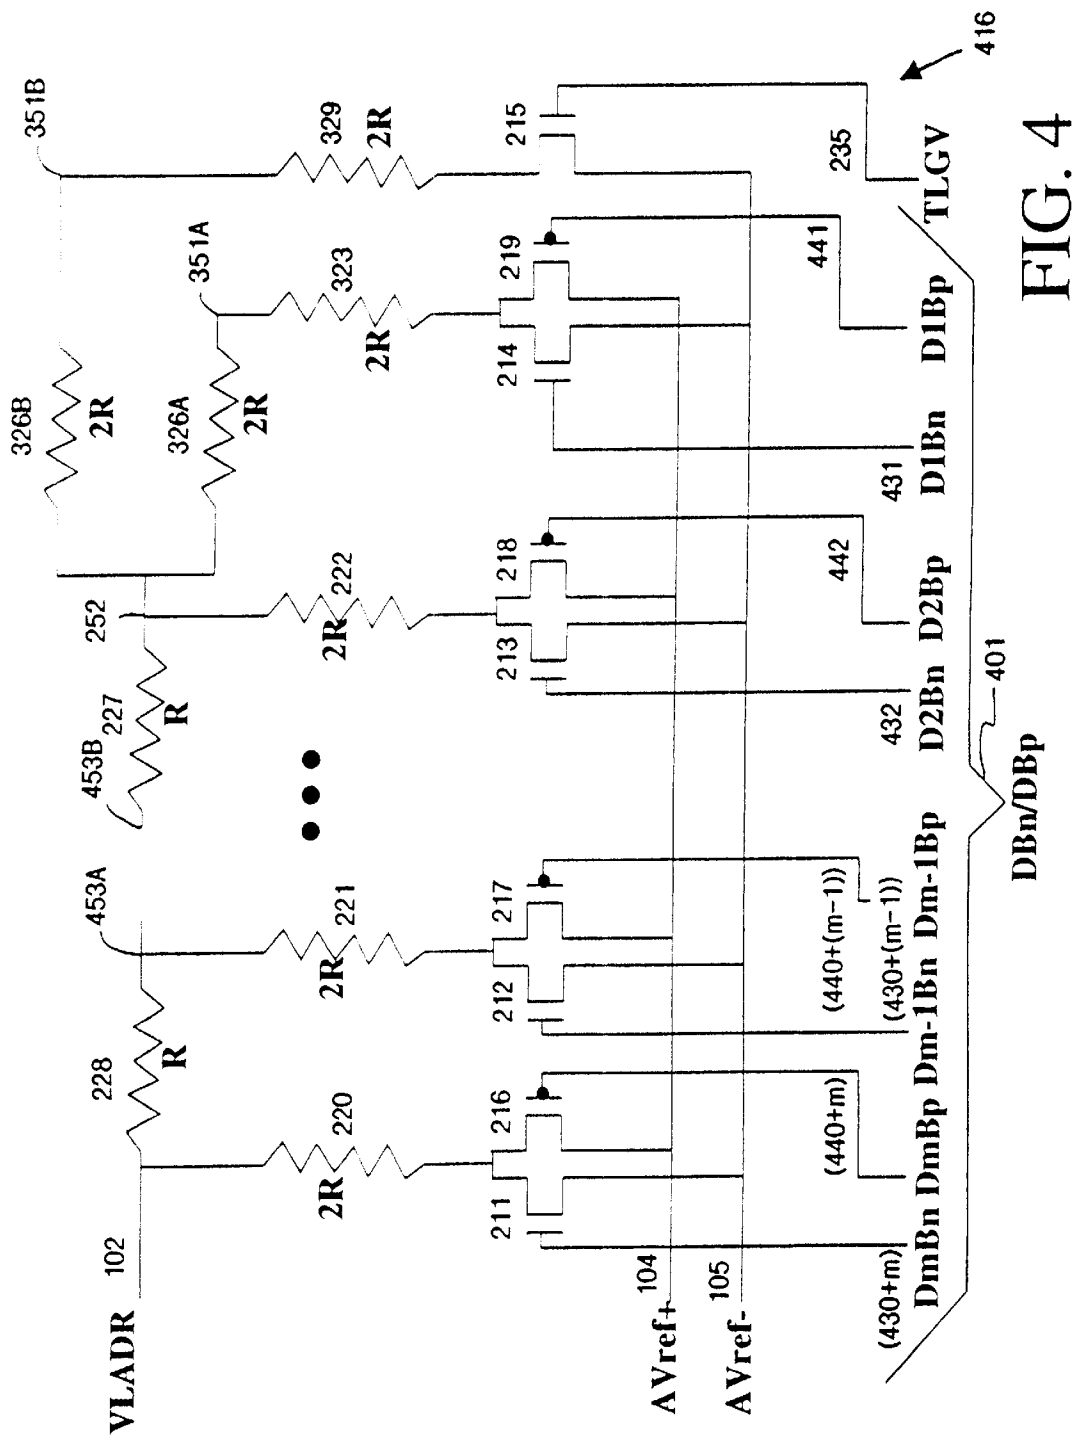 VLADR
102
228
R
453A
453B
227
R
252
326B
2R
326A
2R
351A
351B
220
2R
221
2R
222
2R
323
2R
329
2R
211
216
212
217
213
218
214
219
215
AVref+
104
AVref-
105
(430+m)
(440+m)
(440+(m-1))
(430+(m-1))
432
442
431
441
235
DmBn DmBp Dm-1Bn Dm-1Bp
D2Bn D2Bp
D1Bn D1Bp
TLGV
401
DBn/DBp
416
FIG. 4